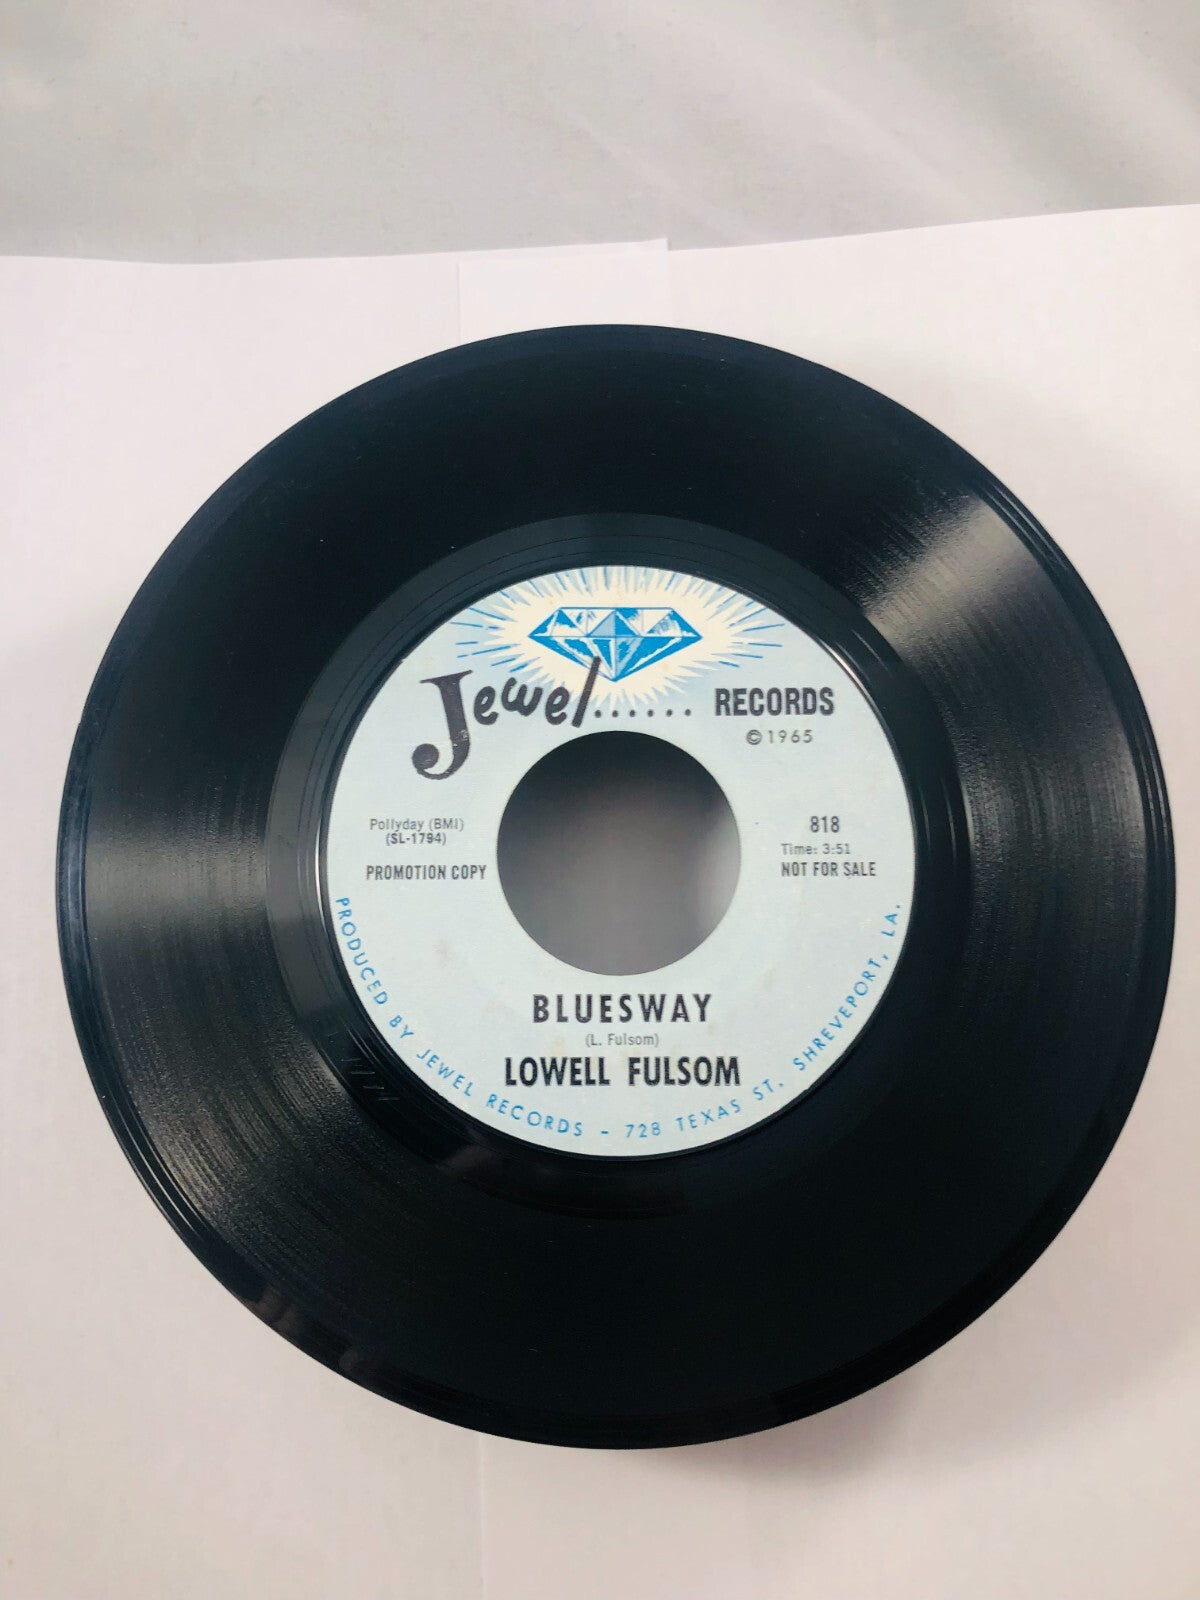 Jewel...... RECORDS
©1965
Pollyday (BMI)
(SL-1794)
PROMOTION COPY
818
Time: 3:51
NOT FOR SALE
BLUESWAY
(L. Fulsom)
LOWELL FULSOM
PRODUCED BY JEWEL RECORDS - 728 TEXAS ST. SHREVEPORT, LA.